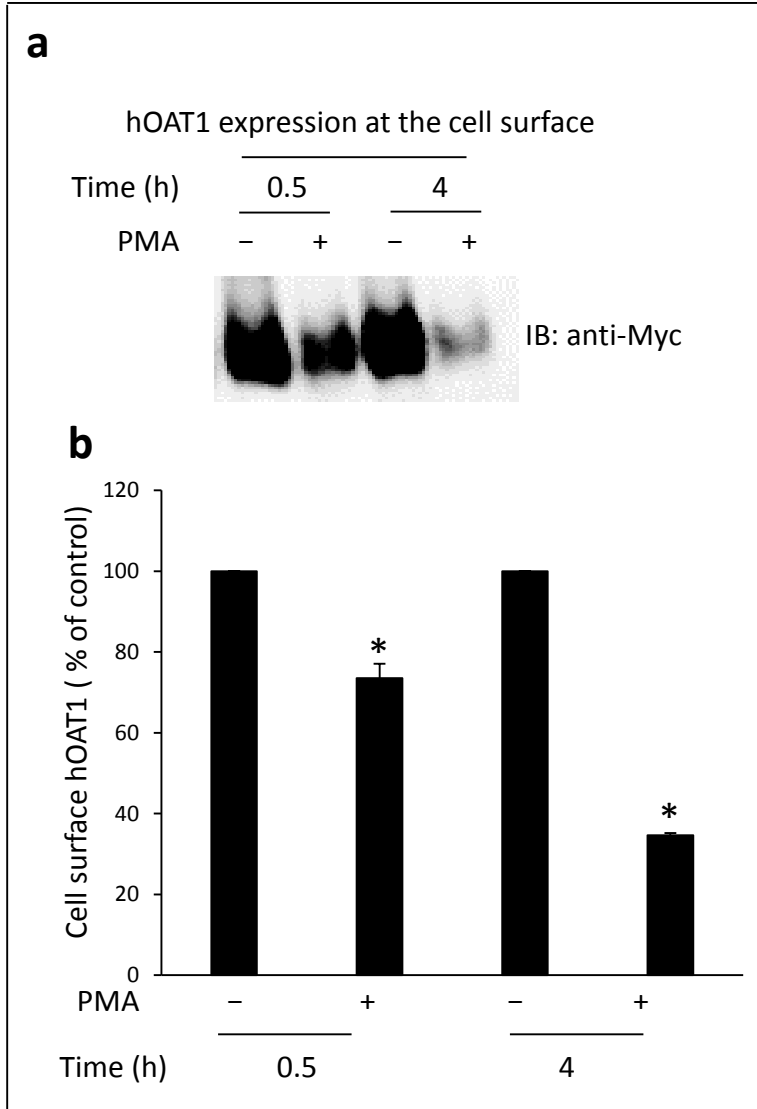 a
hOAT1 expression at the cell surface
Time (h) 0.5 4
PMA − + − +
IB: anti-Myc
b
Cell surface hOAT1 ( % of control)
120
100
80
60
40
20
0
*
*
PMA − + − +
Time (h) 0.5 4